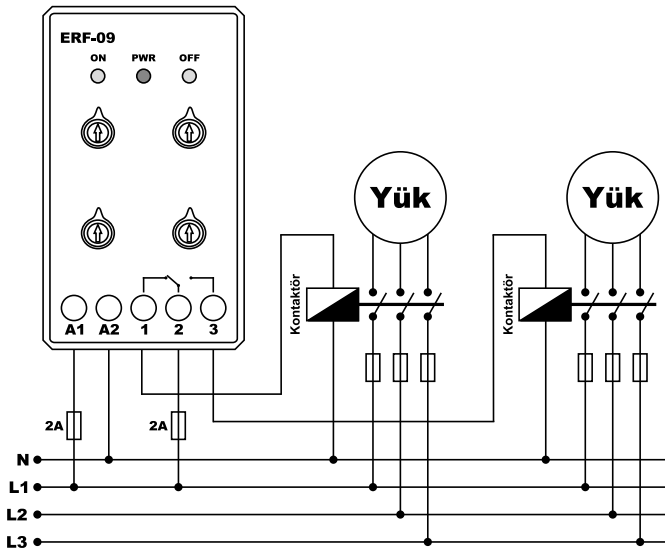 ERF-09
ON PWR OFF
Yük Yük
Kontaktör Kontaktör
A1 A2 1 2 3
2A 2A
N
L1
L2
L3